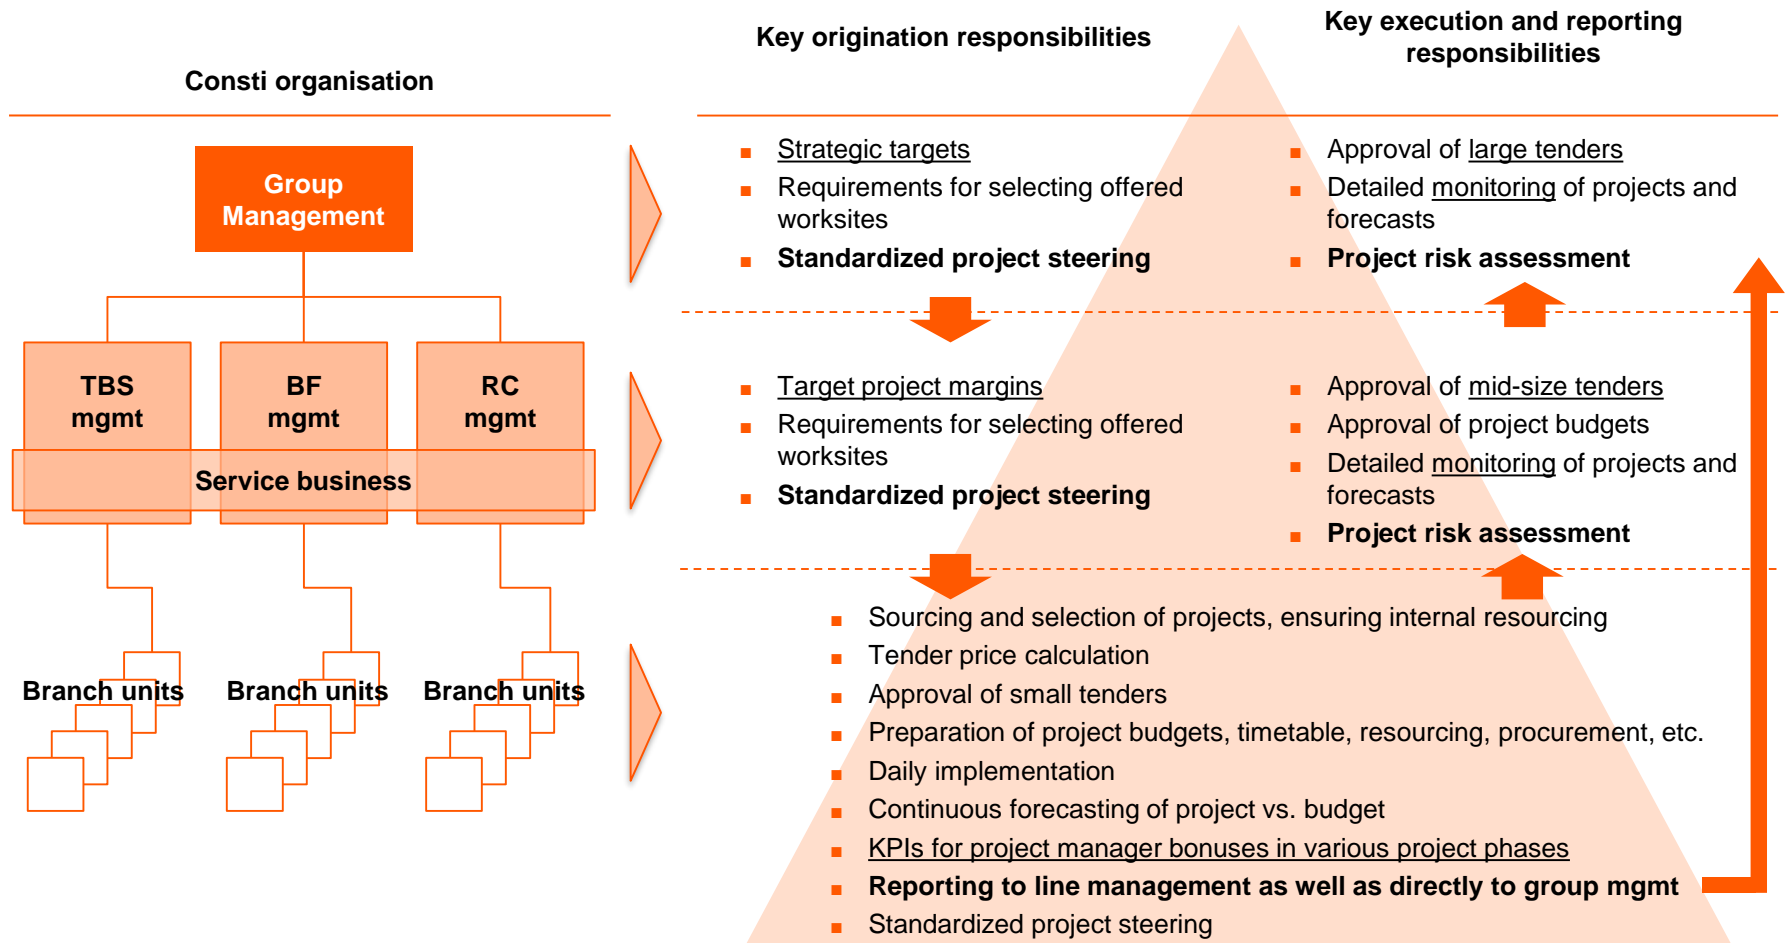 Consti organisation
Key origination responsibilities
Key execution and reporting
responsibilities
Group
Management
TBS
mgmt
BF
mgmt
RC
mgmt
Service business
Branch units
Branch units
Branch units
Strategic targets
Requirements for selecting offered
worksites
Standardized project steering
Approval of large tenders
Detailed monitoring of projects and
forecasts
Project risk assessment
Target project margins
Requirements for selecting offered
worksites
Standardized project steering
Approval of mid-size tenders
Approval of project budgets
Detailed monitoring of projects and
forecasts
Project risk assessment
Sourcing and selection of projects, ensuring internal resourcing
Tender price calculation
Approval of small tenders
Preparation of project budgets, timetable, resourcing, procurement, etc.
Daily implementation
Continuous forecasting of project vs. budget
KPIs for project manager bonuses in various project phases
Reporting to line management as well as directly to group mgmt
Standardized project steering